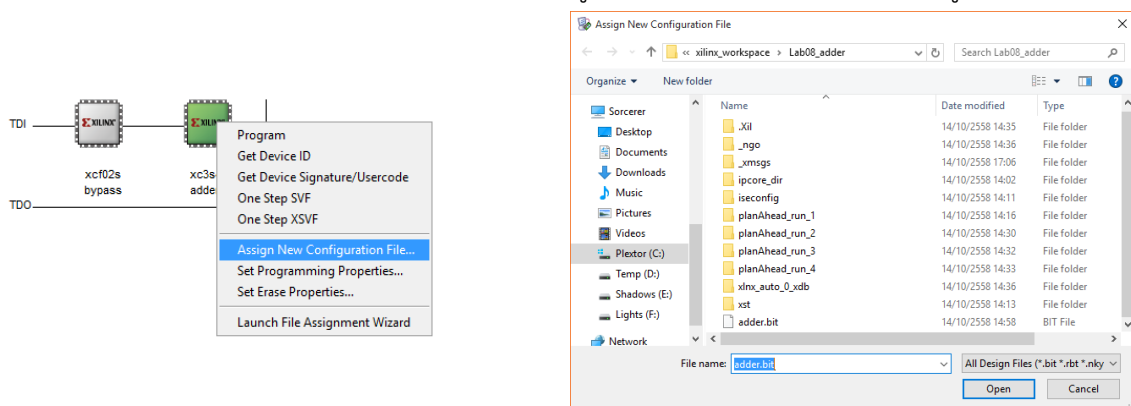 TDI
XILINX
XILIN
xcf02s
bypass
xc3s
adde
TDO
Program
Get Device ID
Get Device Signature/Usercode
One Step SVF
One Step XSVF
Assign New Configuration File...
Set Programming Properties...
Set Erase Properties...
Launch File Assignment Wizard
Assign New Configuration File
« xilinx_workspace > Lab08_adder
Search Lab08_adder
Organize
New folder
Name Date modified Type
Sorcerer
Desktop
Documents
Downloads
Music
Pictures
Videos
Plextor (C:)
Temp (D:)
Shadows (E:)
Lights (F:)
Network
.Xil 14/10/2558 14:35 File folder
_ngo 14/10/2558 14:36 File folder
_xmsgs 14/10/2558 17:06 File folder
ipcore_dir 14/10/2558 14:02 File folder
iseconfig 14/10/2558 14:11 File folder
planAhead_run_1 14/10/2558 14:16 File folder
planAhead_run_2 14/10/2558 14:30 File folder
planAhead_run_3 14/10/2558 14:32 File folder
planAhead_run_4 14/10/2558 14:33 File folder
xlnx_auto_0_xdb 14/10/2558 14:36 File folder
xst 14/10/2558 14:13 File folder
adder.bit 14/10/2558 14:58 BIT File
File name: adder.bit
All Design Files (*.bit *.rbt *.nky
Open
Cancel